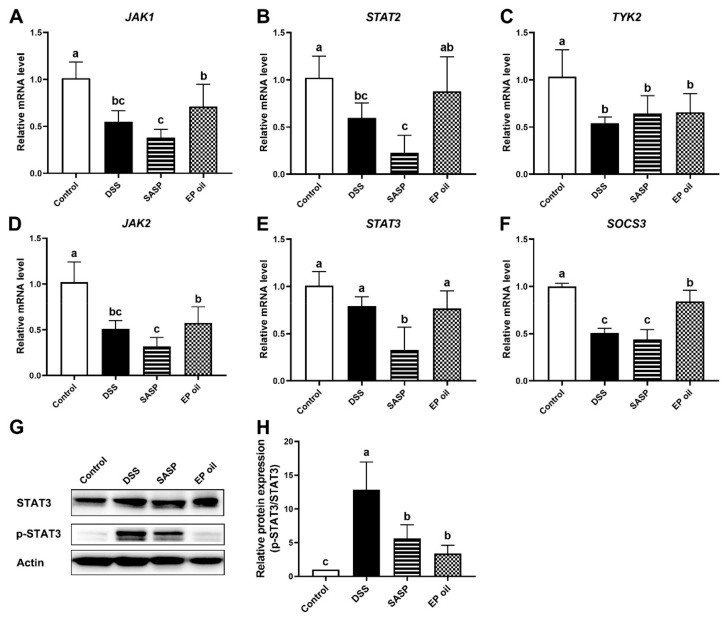 A
JAK1
Relative mRNA level
1.5
1.0
0.5
0.0
a
bc
c
b
Control
DSS
SASP
EP oil
B
STAT2
Relative mRNA level
1.5
1.0
0.5
0.0
a
bc
c
ab
Control
DSS
SASP
EP oil
C
TYK2
Relative mRNA level
1.5
1.0
0.5
0.0
a
b
b
b
Control
DSS
SASP
EP oil
D
JAK2
Relative mRNA level
1.5
1.0
0.5
0.0
a
bc
c
b
Control
DSS
SASP
EP oil
E
STAT3
Relative mRNA level
1.5
1.0
0.5
0.0
a
a
b
a
Control
DSS
SASP
EP oil
F
SOCS3
Relative mRNA level
1.5
1.0
0.5
0.0
a
c
c
b
Control
DSS
SASP
EP oil
G
Control
DSS
SASP
EP oil
STAT3
p-STAT3
Actin
H
Relative protein expression
(p-STAT3/STAT3)
20
15
10
5
0
c
a
b
b
Control
DSS
SASP
EP oil